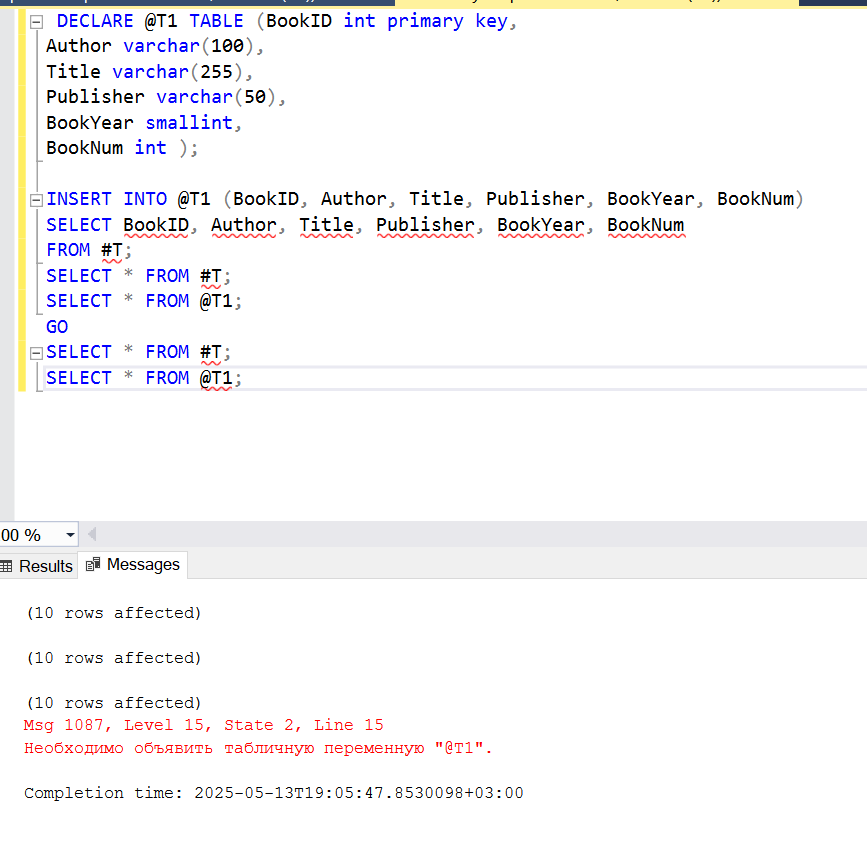 DECLARE @T1 TABLE (BookID int primary key,
Author varchar(100),
Title varchar(255),
Publisher varchar(50),
BookYear smallint,
BookNum int );
INSERT INTO @T1 (BookID, Author, Title, Publisher, BookYear, BookNum)
SELECT BookID, Author, Title, Publisher, BookYear, BookNum
FROM #T;
SELECT * FROM #T;
SELECT * FROM @T1;
GO
SELECT * FROM #T;
SELECT * FROM @T1;
00 %
Results Messages
(10 rows affected)
(10 rows affected)
(10 rows affected)
Msg 1087, Level 15, State 2, Line 15
Необходимо объявить табличную переменную "@T1".
Completion time: 2025-05-13T19:05:47.8530098+03:00